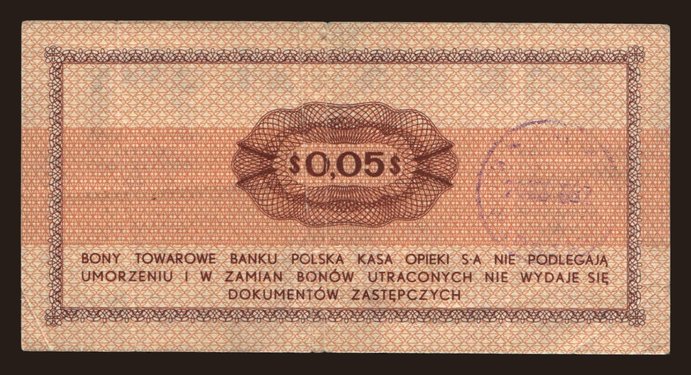 $0,05$
BONY TOWAROWE BANKU POLSKA KASA OPIEKI S·A NIE PODLEGAJĄ
UMORZENIU I W ZAMIAN BONÓW UTRACONYCH NIE WYDAJE SIĘ
DOKUMENTÓW ZASTĘPCZYCH